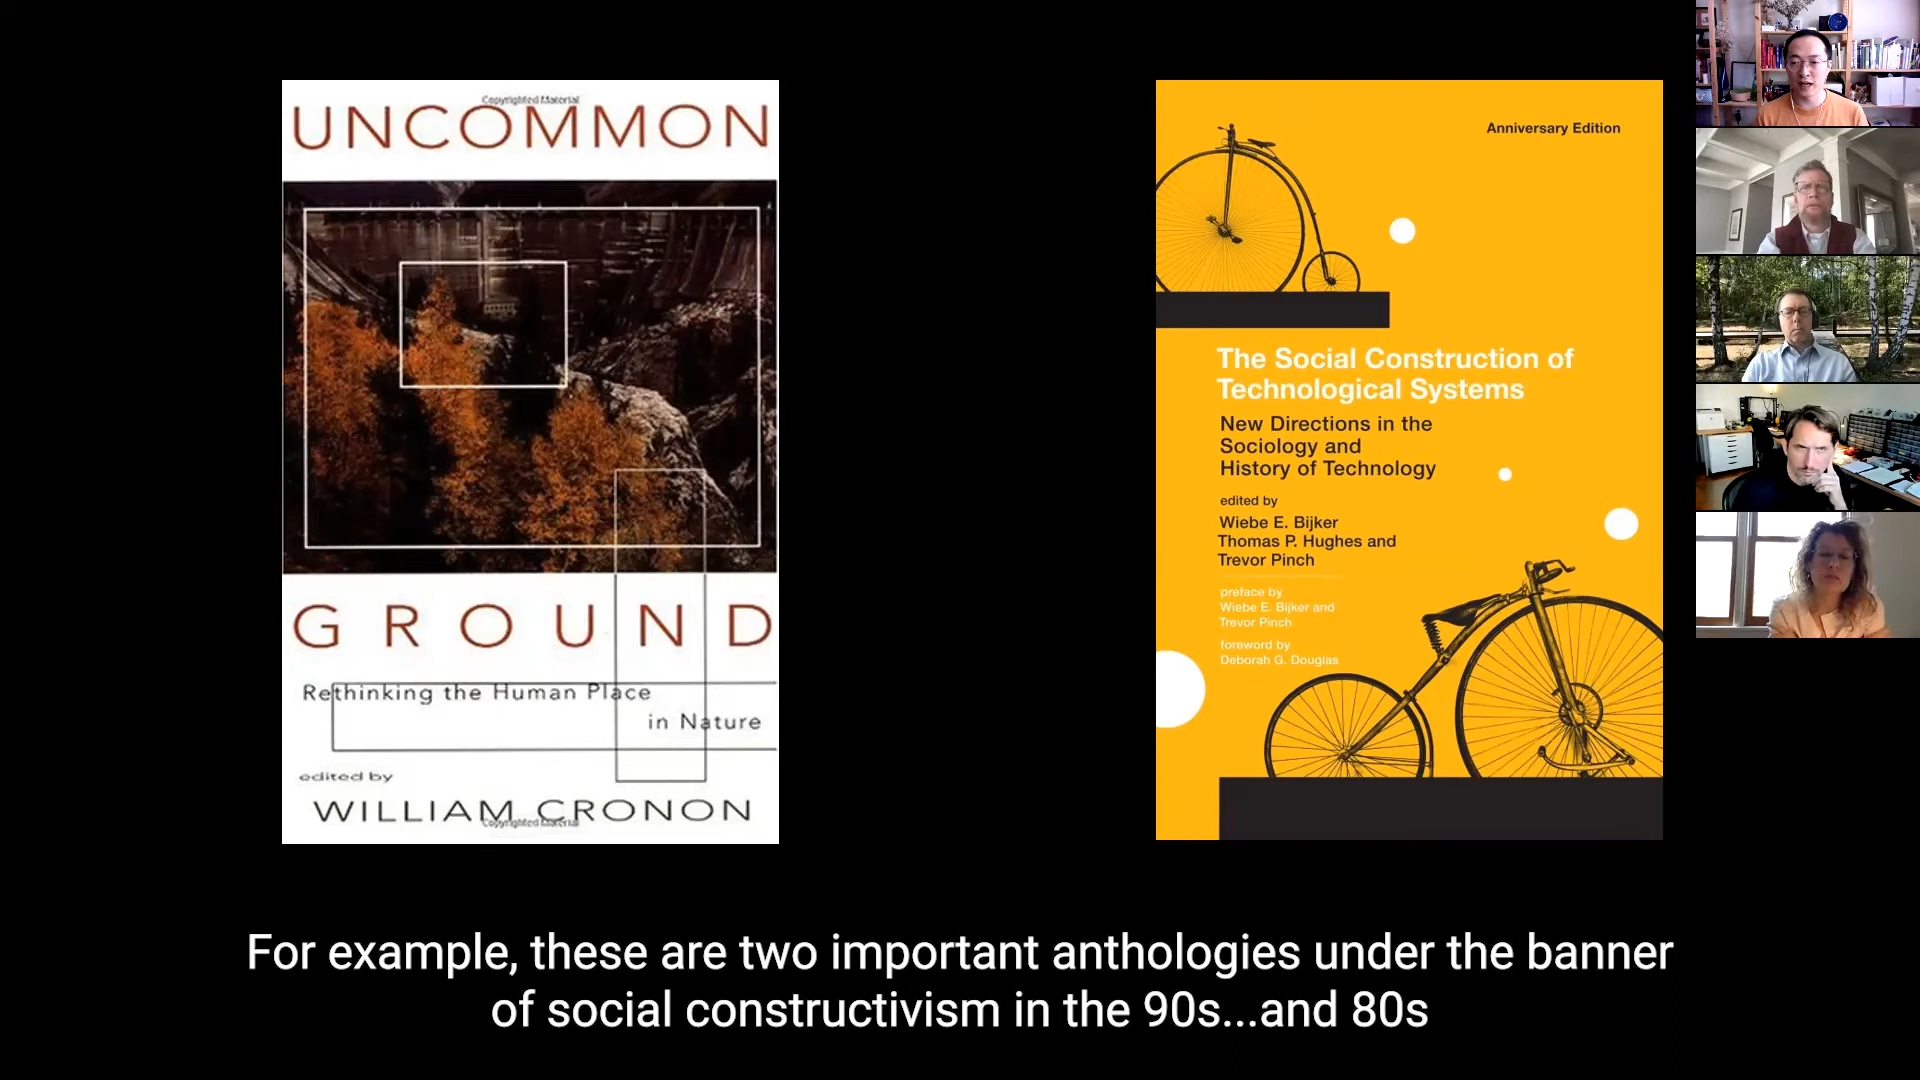 Copyrighted Material
UNCOMMON
GROUND
Rethinking the Human Place
in Nature
edited by
WILLIAM CRONON
Copyrighted Material
Anniversary Edition
The Social Construction of
Technological Systems
New Directions in the
Sociology and
History of Technology
edited by
Wiebe E. Bijker
Thomas P. Hughes and
Trevor Pinch
preface by
Wiebe E. Bijker and
Trevor Pinch
foreword by
Deborah G. Douglas
For example, these are two important anthologies under the banner
of social constructivism in the 90s...and 80s